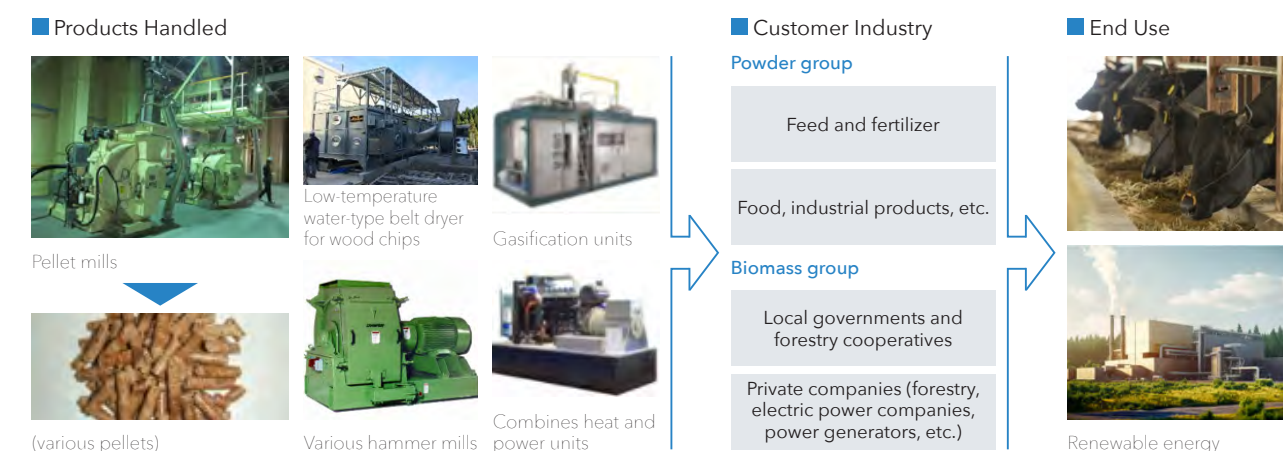 Products Handled
Pellet mills
(various pellets)
Low-temperature
water-type belt dryer
for wood chips
Various hammer mills
Gasification units
Combines heat and
power units
Customer Industry
Powder group
Feed and fertilizer
Food, industrial products, etc.
Biomass group
Local governments and
forestry cooperatives
Private companies (forestry,
electric power companies,
power generators, etc.)
End Use
Renewable energy